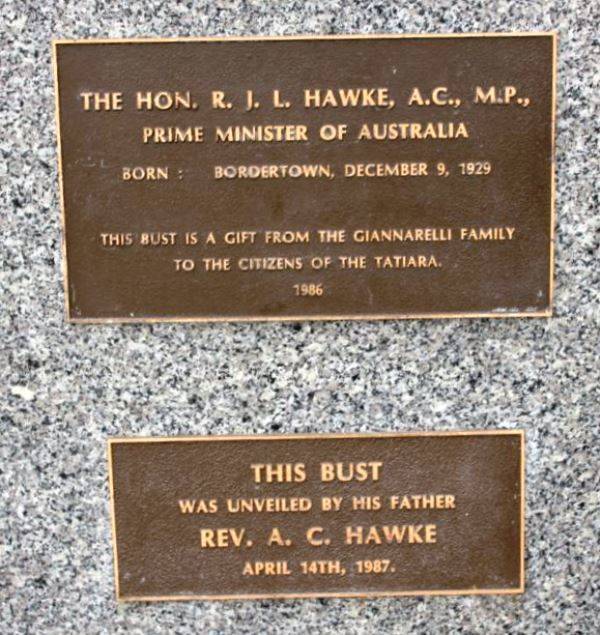 THE HON. R. J. L. HAWKE, A.C., M.P.,
PRIME MINISTER OF AUSTRALIA
BORN : BORDERTOWN, DECEMBER 9, 1929
THIS BUST IS A GIFT FROM THE GIANNARELLI FAMILY
TO THE CITIZENS OF THE TATIARA.
1986
THIS BUST
WAS UNVEILED BY HIS FATHER
REV. A. C. HAWKE
APRIL 14TH, 1987.